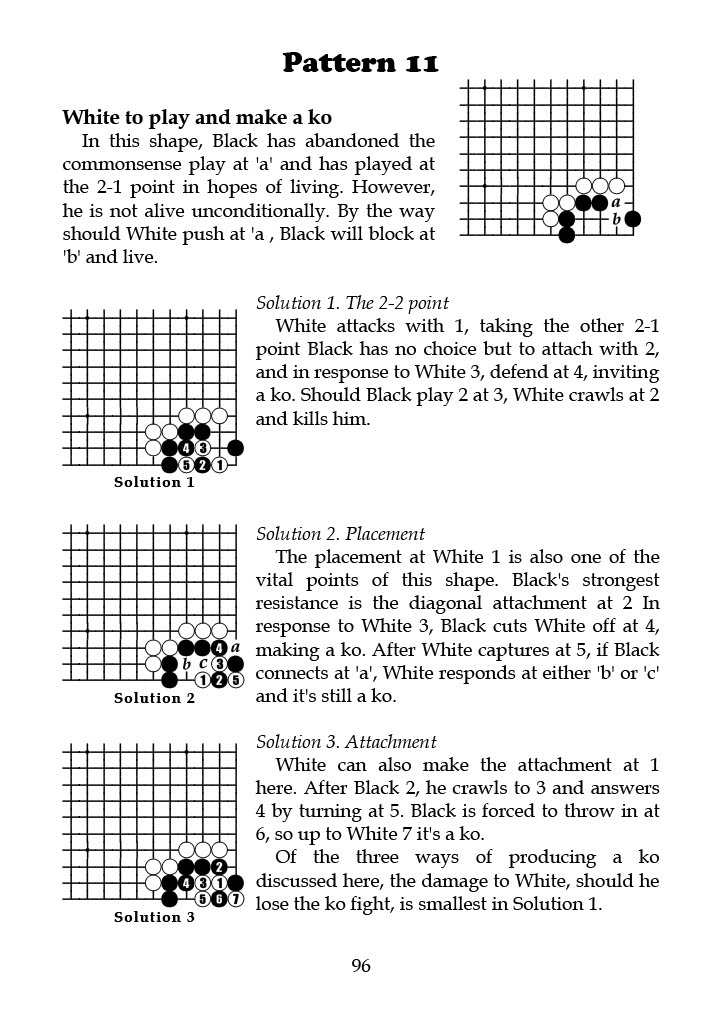 Pattern 11
White to play and make a ko
In this shape, Black has abandoned the
commonsense play at 'a' and has played at
the 2-1 point in hopes of living. However,
he is not alive unconditionally. By the way
should White push at 'a , Black will block at
'b' and live.
a
b
Solution 1. The 2-2 point
White attacks with 1, taking the other 2-1
point Black has no choice but to attach with 2,
and in response to White 3, defend at 4, inviting
a ko. Should Black play 2 at 3, White crawls at 2
and kills him.
4 3
5 2 1
Solution 1
Solution 2. Placement
The placement at White 1 is also one of the
vital points of this shape. Black's strongest
resistance is the diagonal attachment at 2 In
response to White 3, Black cuts White off at 4,
making a ko. After White captures at 5, if Black
connects at 'a', White responds at either 'b' or 'c'
and it's still a ko.
4 a
b c 3
1 2 5
Solution 2
Solution 3. Attachment
White can also make the attachment at 1
here. After Black 2, he crawls to 3 and answers
4 by turning at 5. Black is forced to throw in at
6, so up to White 7 it's a ko.
Of the three ways of producing a ko
discussed here, the damage to White, should he
lose the ko fight, is smallest in Solution 1.
2
4 3 1
5 6 7
Solution 3
96